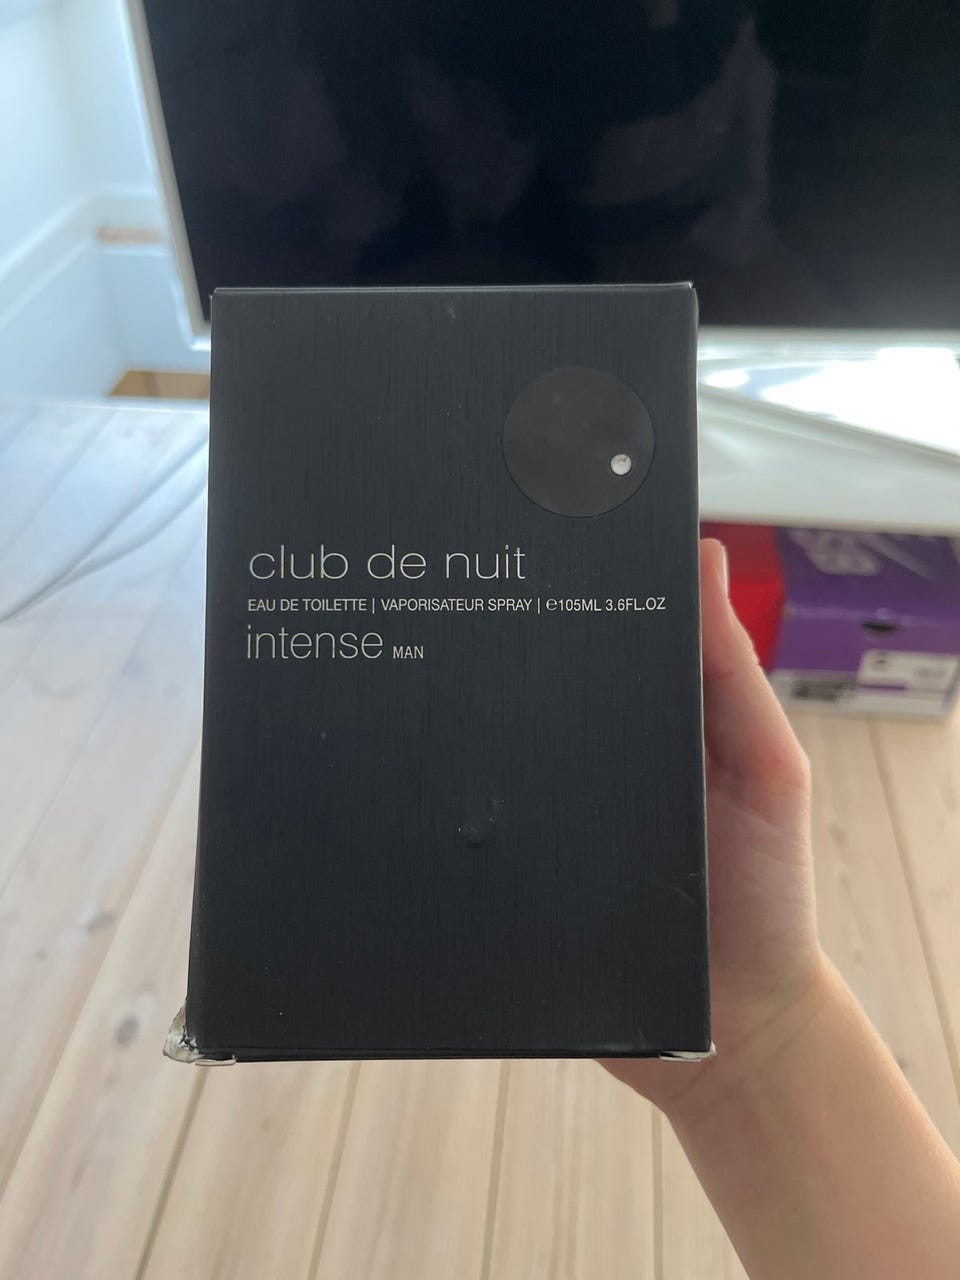 club de nuit
EAU DE TOILETTE | VAPORISATEUR SPRAY | ℮105ML 3.6FL.OZ
intense MAN